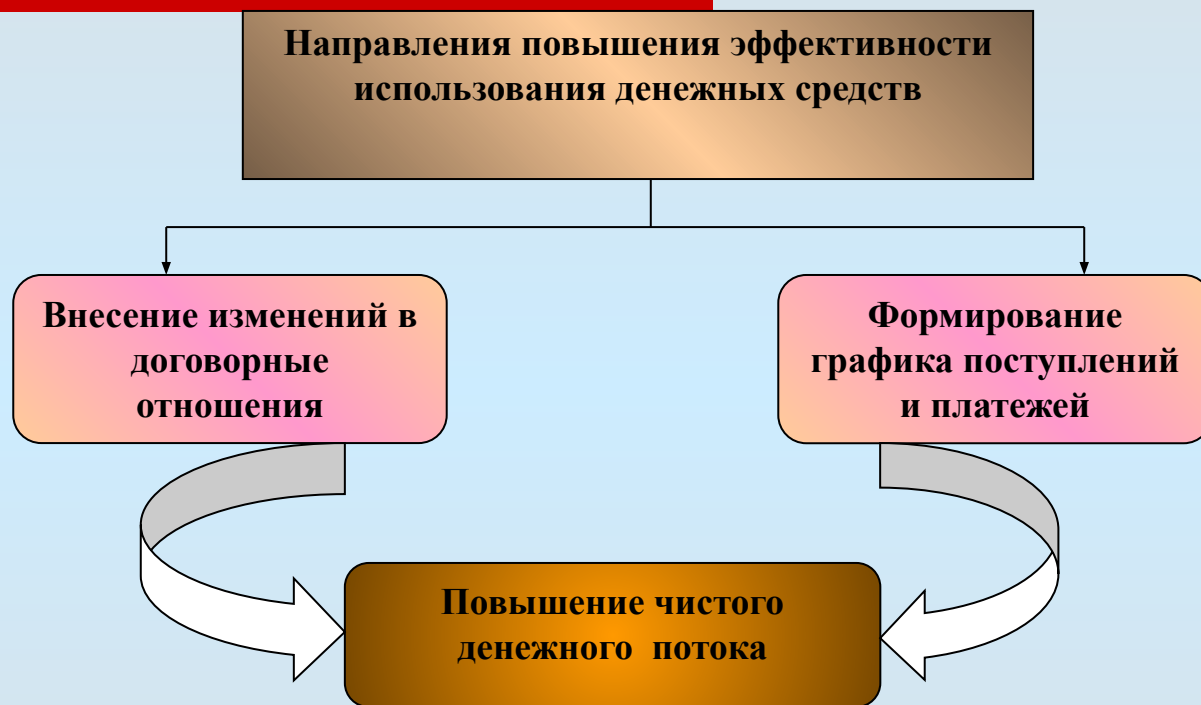 Направления повышения эффективности
использования денежных средств
Внесение изменений в
договорные
отношения
Формирование
графика поступлений
и платежей
Повышение чистого
денежного потока